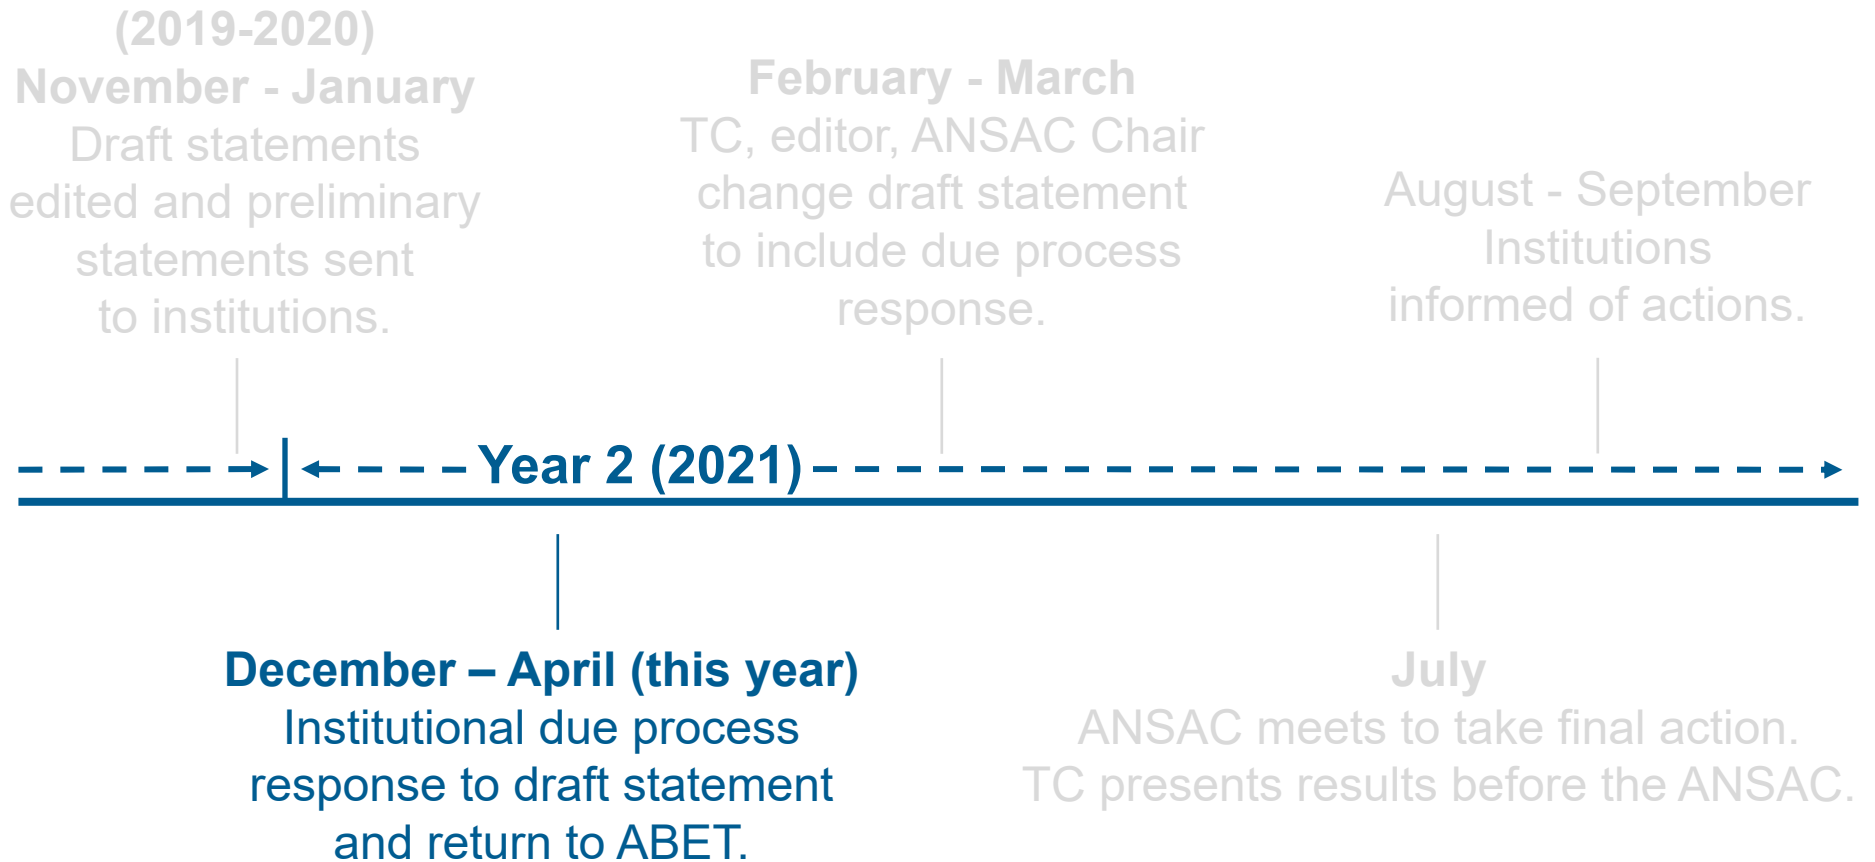 (2019-2020)
November - January
Draft statements
edited and preliminary
statements sent
to institutions.
February - March
TC, editor, ANSAC Chair
change draft statement
to include due process
response.
August - September
Institutions
informed of actions.
Year 2 (2021)
December – April (this year)
Institutional due process
response to draft statement
and return to ABET.
July
ANSAC meets to take final action.
TC presents results before the ANSAC.